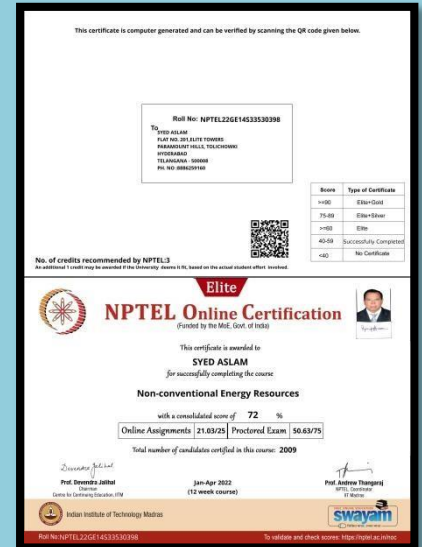 This certificate is computer generated and can be verified by scanning the QR code given below.
Roll No: NPTEL22GE14S33530398
To
SYED ASLAM
FLAT NO. 201,ELITE TOWERS
PARAMOUNT HILLS, TOLICHOWKI
HYDERABAD
TELANGANA - 500008
PH. NO :8886259160
Score Type of Certificate
>=90 Elite+Gold
75-89 Elite+Silver
>=60 Elite
40-59 Successfully Completed
<40 No Certificate
No. of credits recommended by NPTEL:3
An additional 1 credit may be awarded if the University deems it fit, based on the actual student effort involved.
Elite
NPTEL Online Certification
(Funded by the MoE, Govt. of India)
This certificate is awarded to
SYED ASLAM
for successfully completing the course
Non-conventional Energy Resources
with a consolidated score of 72 %
Online Assignments 21.03/25 Proctored Exam 50.63/75
Total number of candidates certified in this course: 2009
Devendra Jalihal
Prof. Devendra Jalihal
Chairman
Centre for Continuing Education, IITM
Jan-Apr 2022
(12 week course)
Prof. Andrew Thangaraj
NPTEL, Coordinator
IIT Madras
Indian Institute of Technology Madras
swayam
Roll No:NPTEL22GE14S33530398
To validate and check scores: https://nptel.ac.in/noc